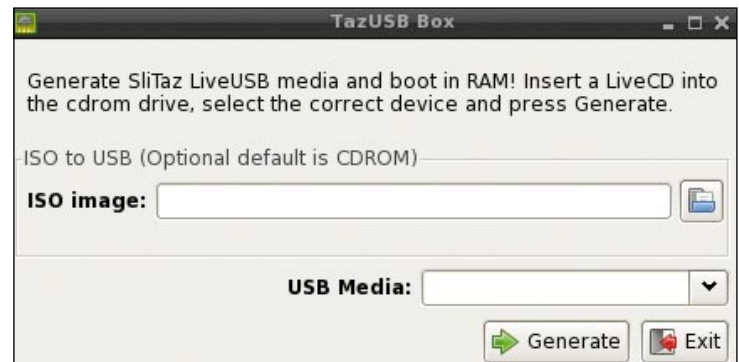 TazUSB Box
Generate SliTaz LiveUSB media and boot in RAM! Insert a LiveCD into
the cdrom drive, select the correct device and press Generate.
ISO to USB (Optional default is CDROM)
ISO image:
USB Media:
Generate Exit